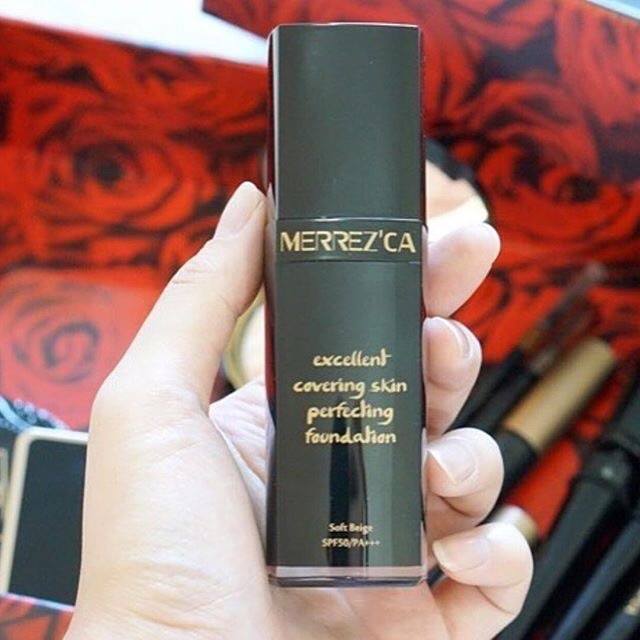 MERREZ'CA
excellent
covering skin
perfecting
foundation
Soft Beige
SPF50/PA+++